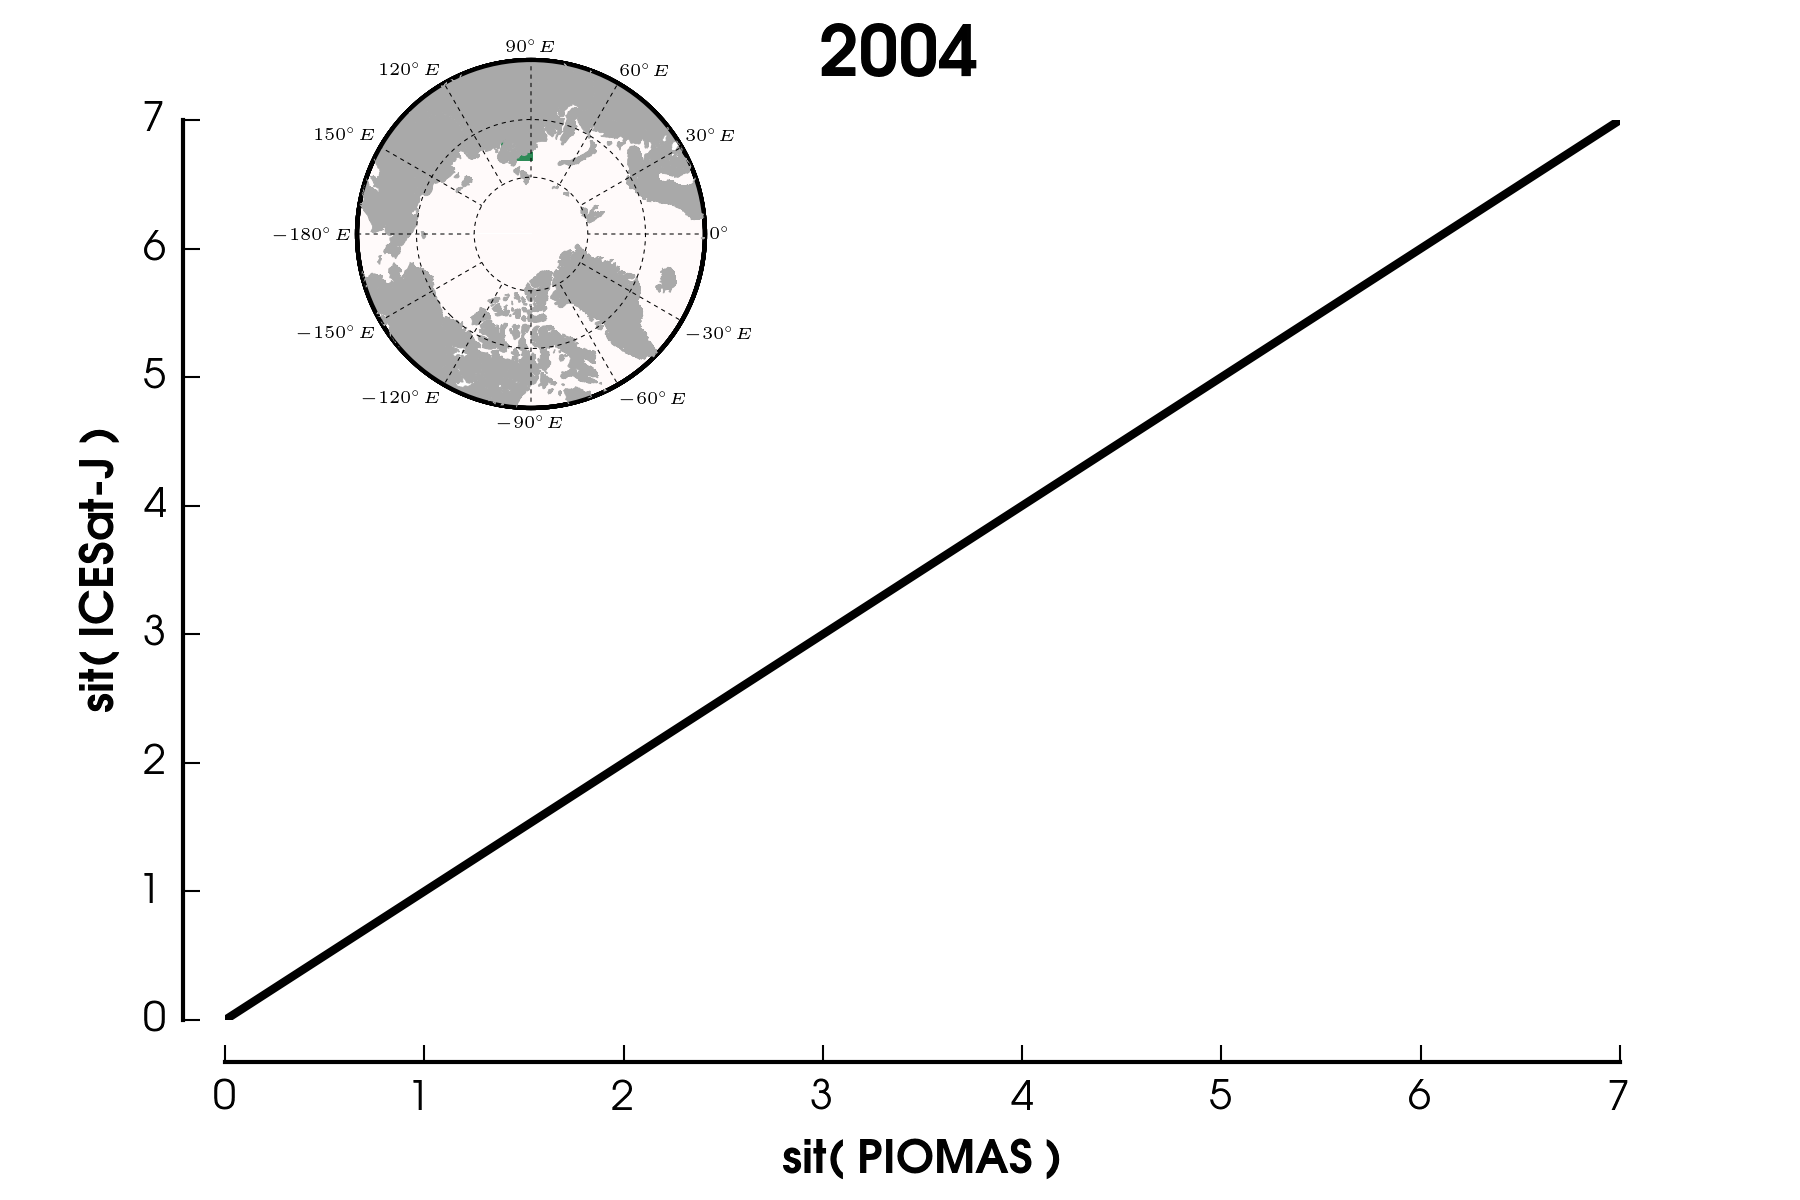 2004
90° E
120° E
60° E
150° E
30° E
−180° E
0°
−150° E
−30° E
−120° E
−60° E
−90° E
7
6
5
4
3
2
1
0
sit( ICESat-J )
0 1 2 3 4 5 6 7
sit( PIOMAS )